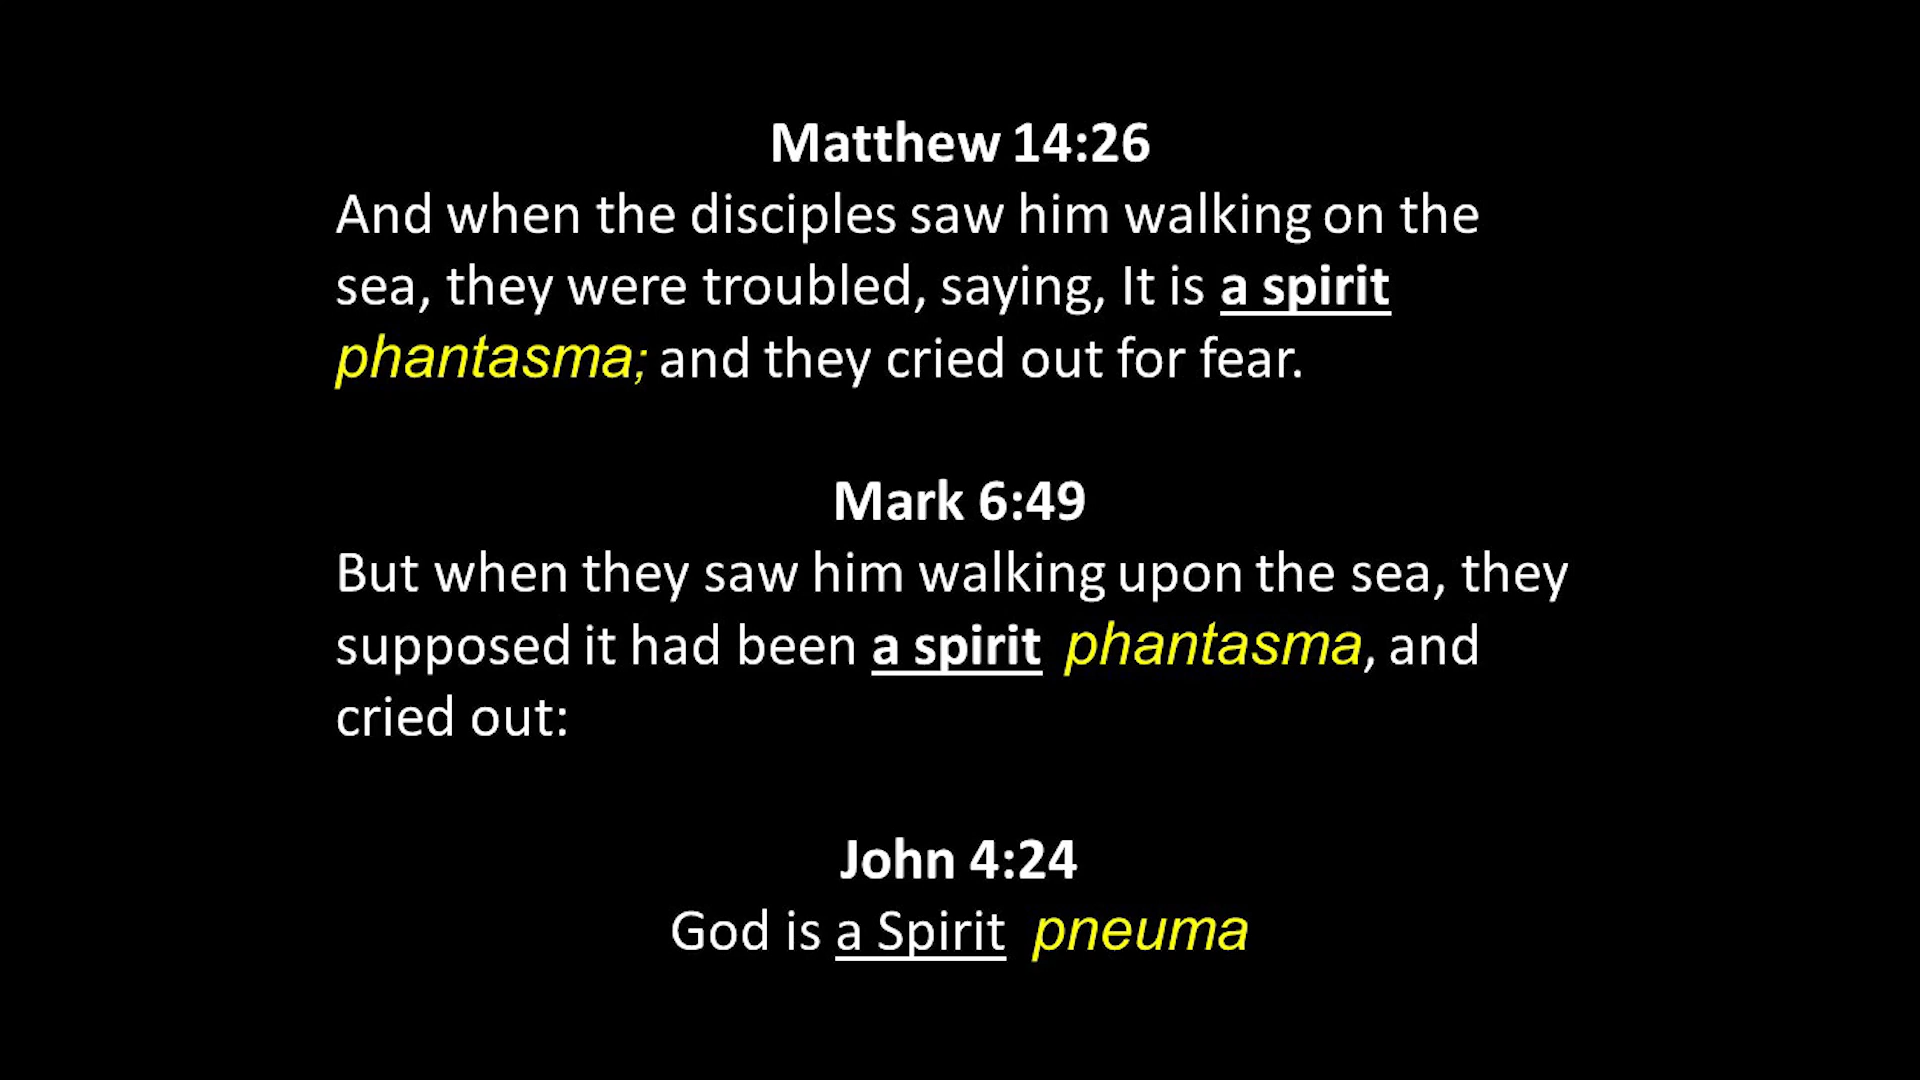 Matthew 14:26
And when the disciples saw him walking on the
sea, they were troubled, saying, It is a spirit
phantasma; and they cried out for fear.
Mark 6:49
But when they saw him walking upon the sea, they
supposed it had been a spirit phantasma, and
cried out:
John 4:24
God is a Spirit pneuma